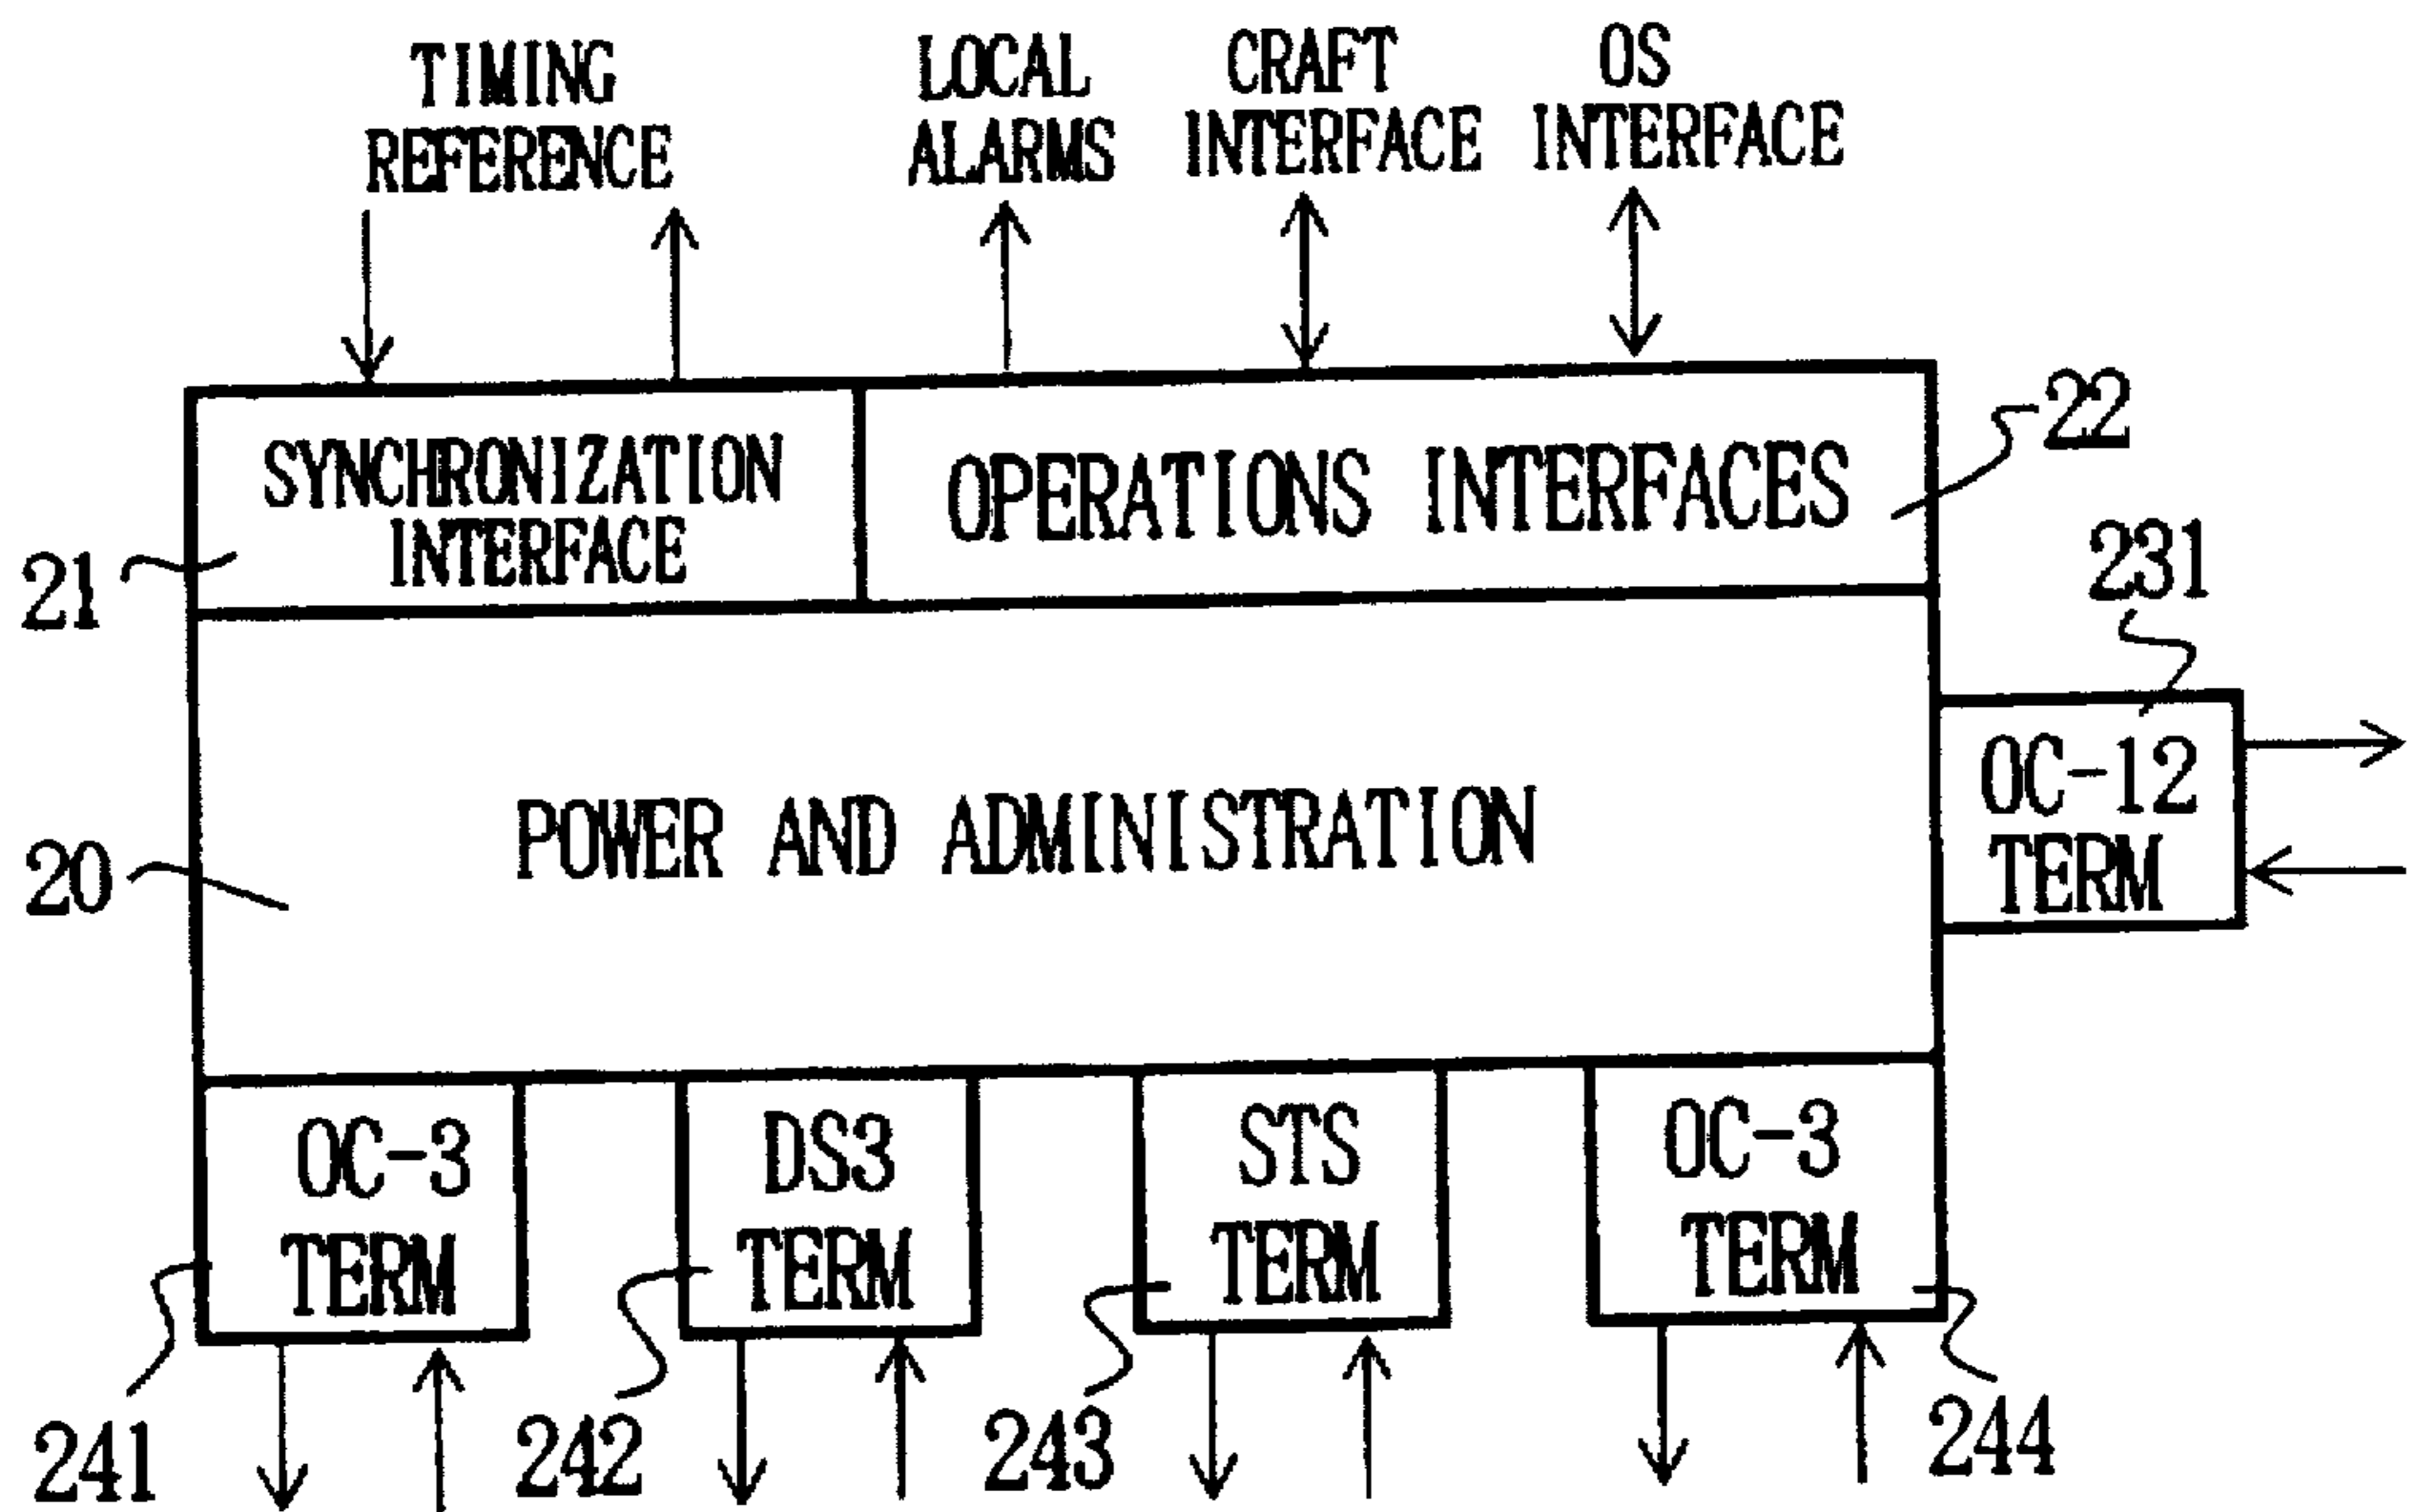 TIMING
REFERENCE
LOCAL
ALARMS
CRAFT
INTERFACE
OS
INTERFACE
SYNCHRONIZATION
INTERFACE
OPERATIONS INTERFACES
22
21
231
OC-12
TERM
POWER AND ADMINISTRATION
20
OC-3
TERM
DS3
TERM
STS
TERM
OC-3
TERM
241
242
243
244